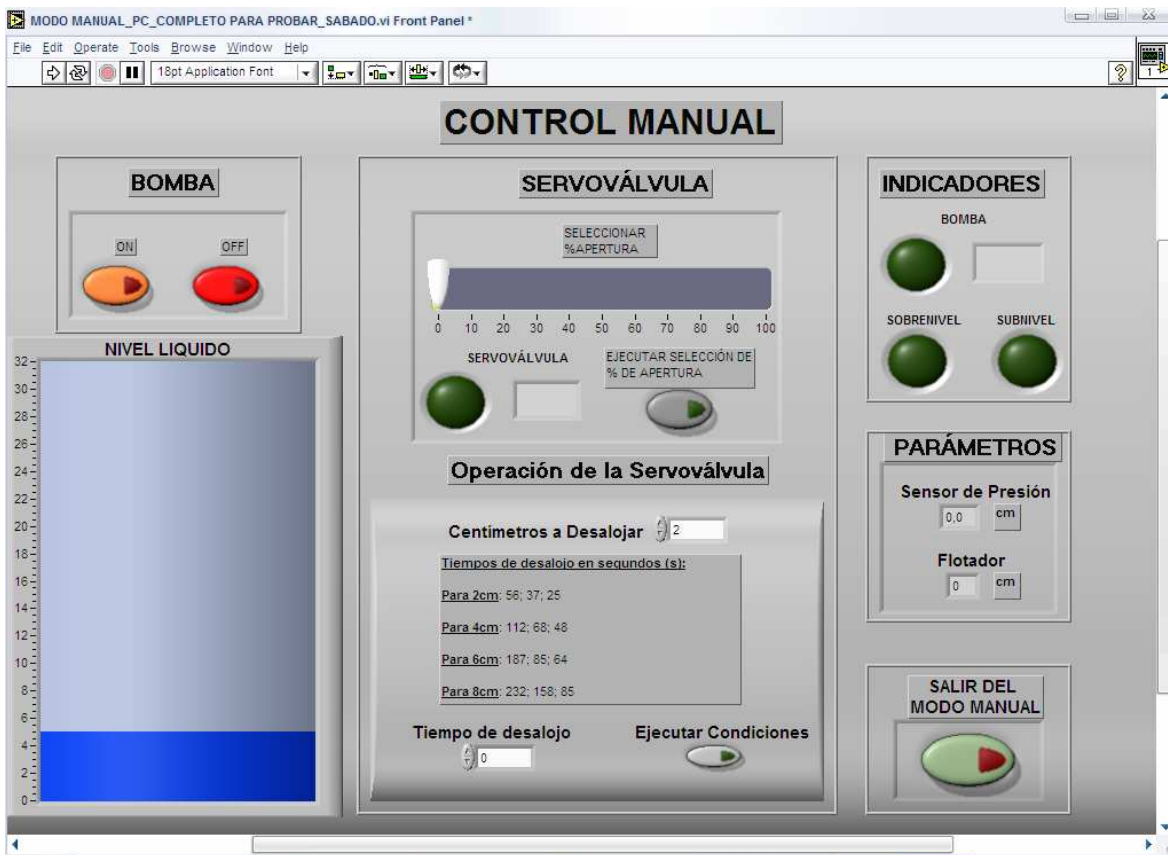 MODO MANUAL_PC_COMPLETO PARA PROBAR_SABADO.vi Front Panel *
File Edit Operate Tools Browse Window Help
18pt Application Font
?
1
CONTROL MANUAL
BOMBA
ON OFF
NIVEL LIQUIDO
32
30
28
26
24
22
20
18
16
14
12
10
8
6
4
2
0
SERVOVÁLVULA
SELECCIONAR
%APERTURA
0 10 20 30 40 50 60 70 80 90 100
SERVOVÁLVULA
EJECUTAR SELECCIÓN DE
% DE APERTURA
Operación de la Servoválvula
Centímetros a Desalojar 2
Tiempos de desalojo en segundos (s):
Para 2cm: 56; 37; 25
Para 4cm: 112; 68; 48
Para 6cm: 187; 85; 64
Para 8cm: 232; 158; 85
Tiempo de desalojo
0
Ejecutar Condiciones
INDICADORES
BOMBA
SOBRENIVEL SUBNIVEL
PARÁMETROS
Sensor de Presión
0,0 cm
Flotador
0 cm
SALIR DEL
MODO MANUAL